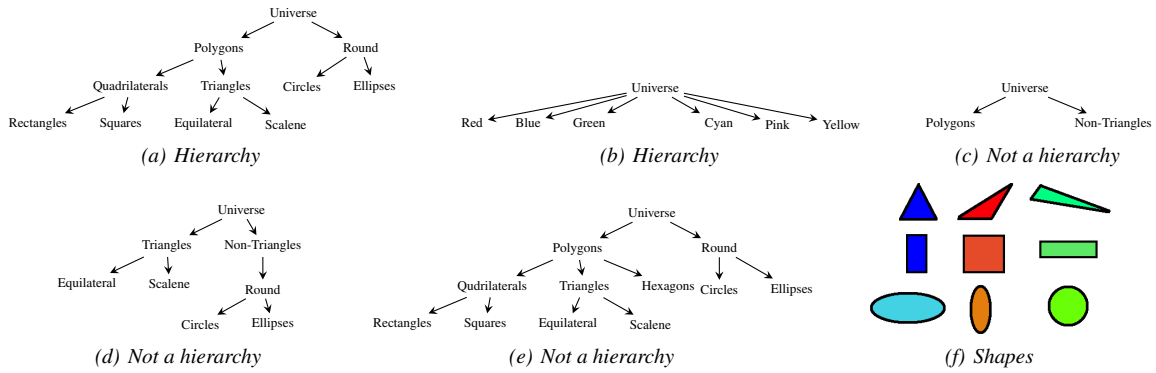 Universe
Polygons Round
Quadrilaterals Triangles Circles Ellipses
Rectangles Squares Equilateral Scalene
(a) Hierarchy
Universe
Red Blue Green Cyan Pink Yellow
(b) Hierarchy
Universe
Polygons Non-Triangles
(c) Not a hierarchy
Universe
Triangles Non-Triangles
Equilateral Scalene Round
Circles Ellipses
(d) Not a hierarchy
Universe
Polygons Round
Qudrilaterals Triangles Hexagons Circles Ellipses
Rectangles Squares Equilateral Scalene
(e) Not a hierarchy
(f) Shapes